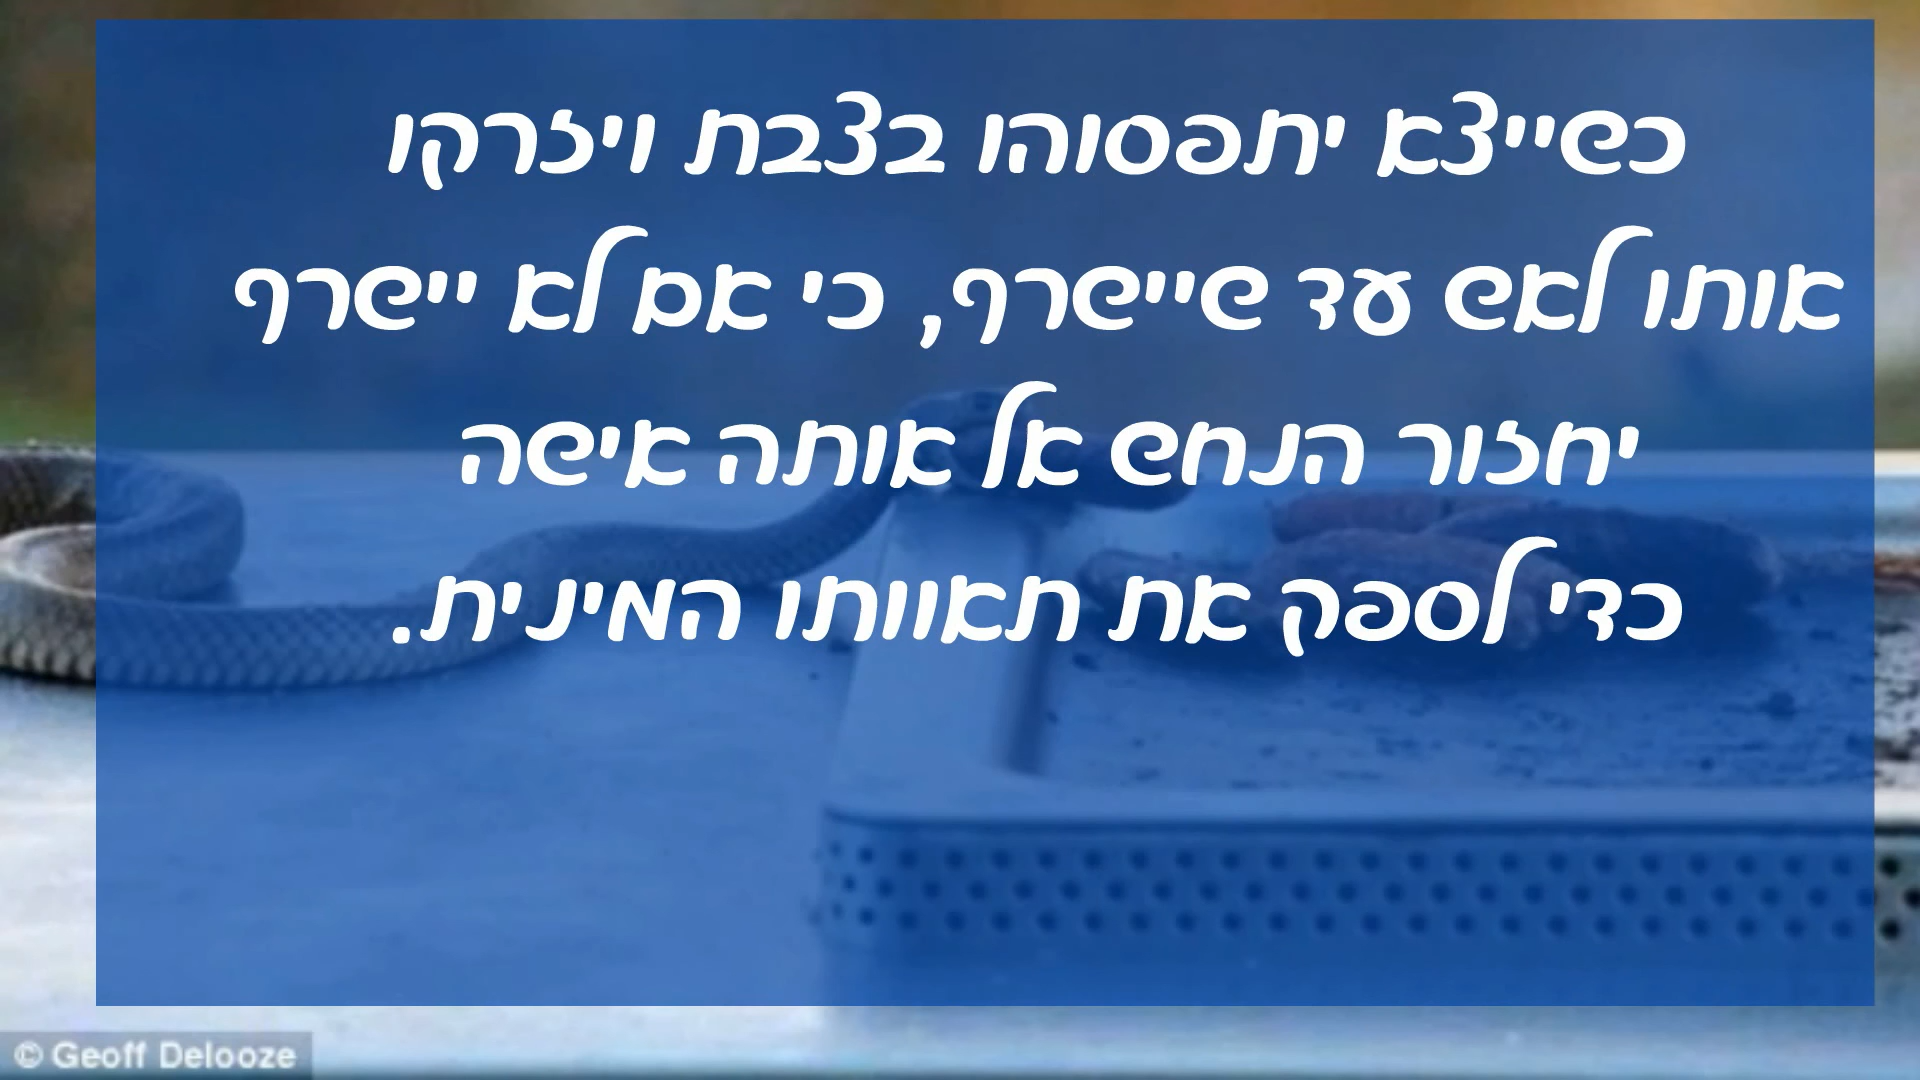 כשייצא יתפסוהו בצבת ויזרקו
אותו לאש עד שיישרף, כי אם לא יישרף
יחזור הנחש אל אותה אישה
כדי לספק את תאוותו המינית.
© Geoff Delooze